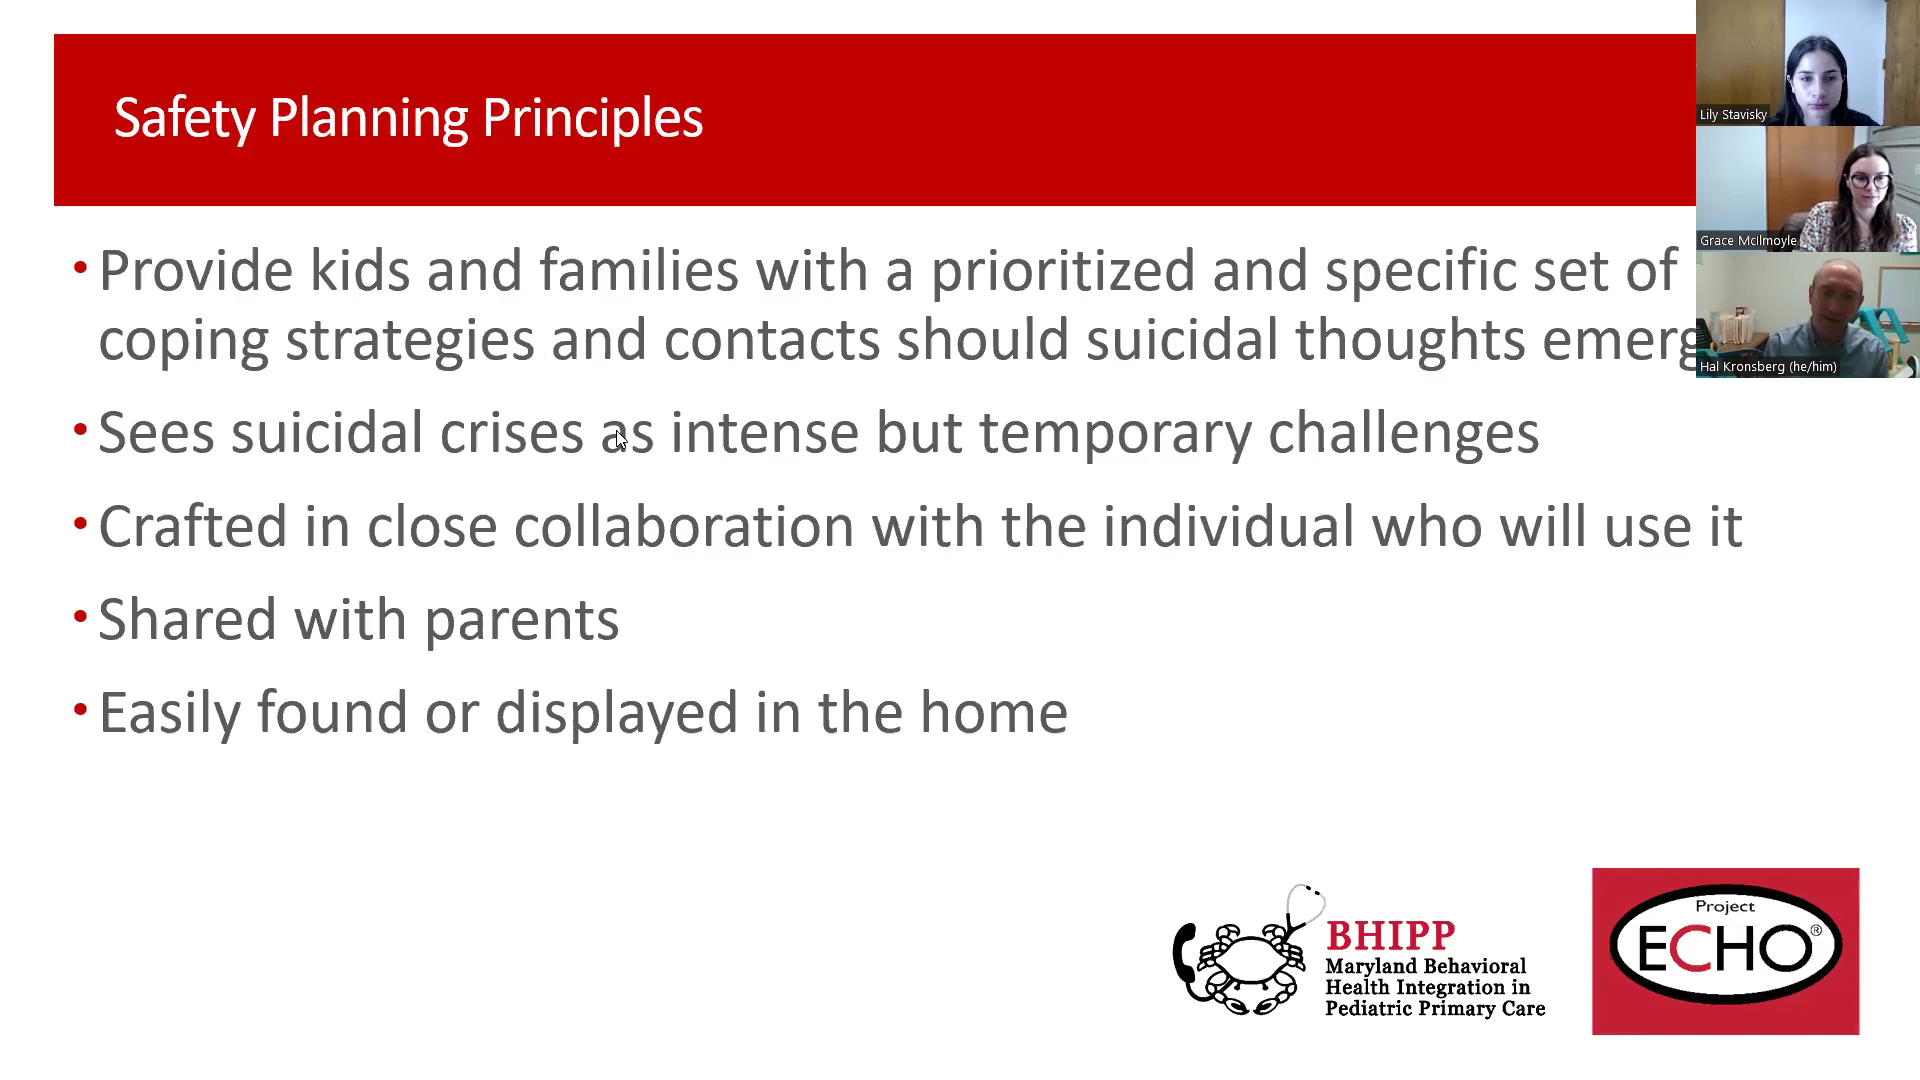 Safety Planning Principles
• Provide kids and families with a prioritized and specific set of
coping strategies and contacts should suicidal thoughts emerg
• Sees suicidal crises as intense but temporary challenges
• Crafted in close collaboration with the individual who will use it
• Shared with parents
• Easily found or displayed in the home
Lily Stavisky
Grace McIlmoyle
Hal Kronsberg (he/him)
BHIPP
Maryland Behavioral
Health Integration in
Pediatric Primary Care
Project
ECHO®